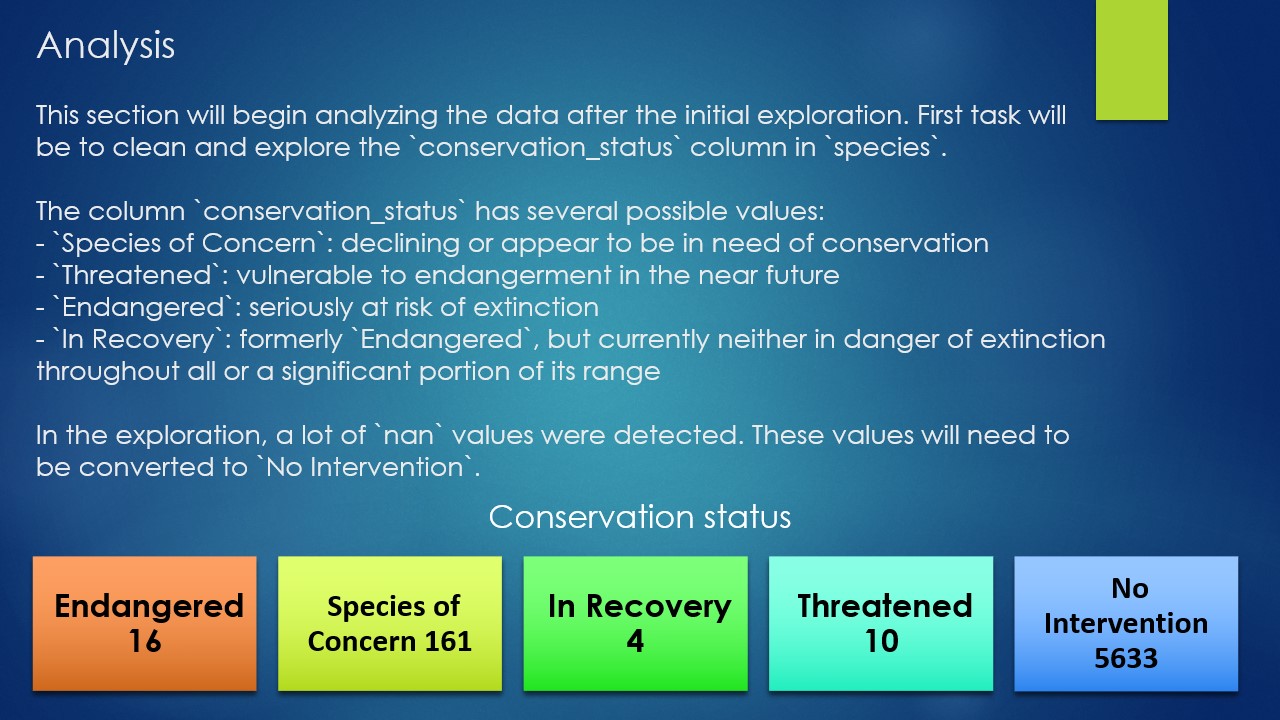 Analysis
This section will begin analyzing the data after the initial exploration. First task will
be to clean and explore the `conservation_status` column in `species`.
The column `conservation_status` has several possible values:
- `Species of Concern`: declining or appear to be in need of conservation
- `Threatened`: vulnerable to endangerment in the near future
- `Endangered`: seriously at risk of extinction
- `In Recovery`: formerly `Endangered`, but currently neither in danger of extinction
throughout all or a significant portion of its range
In the exploration, a lot of `nan` values were detected. These values will need to
be converted to `No Intervention`.
Conservation status
Endangered
16
Species of
Concern 161
In Recovery
4
Threatened
10
No
Intervention
5633